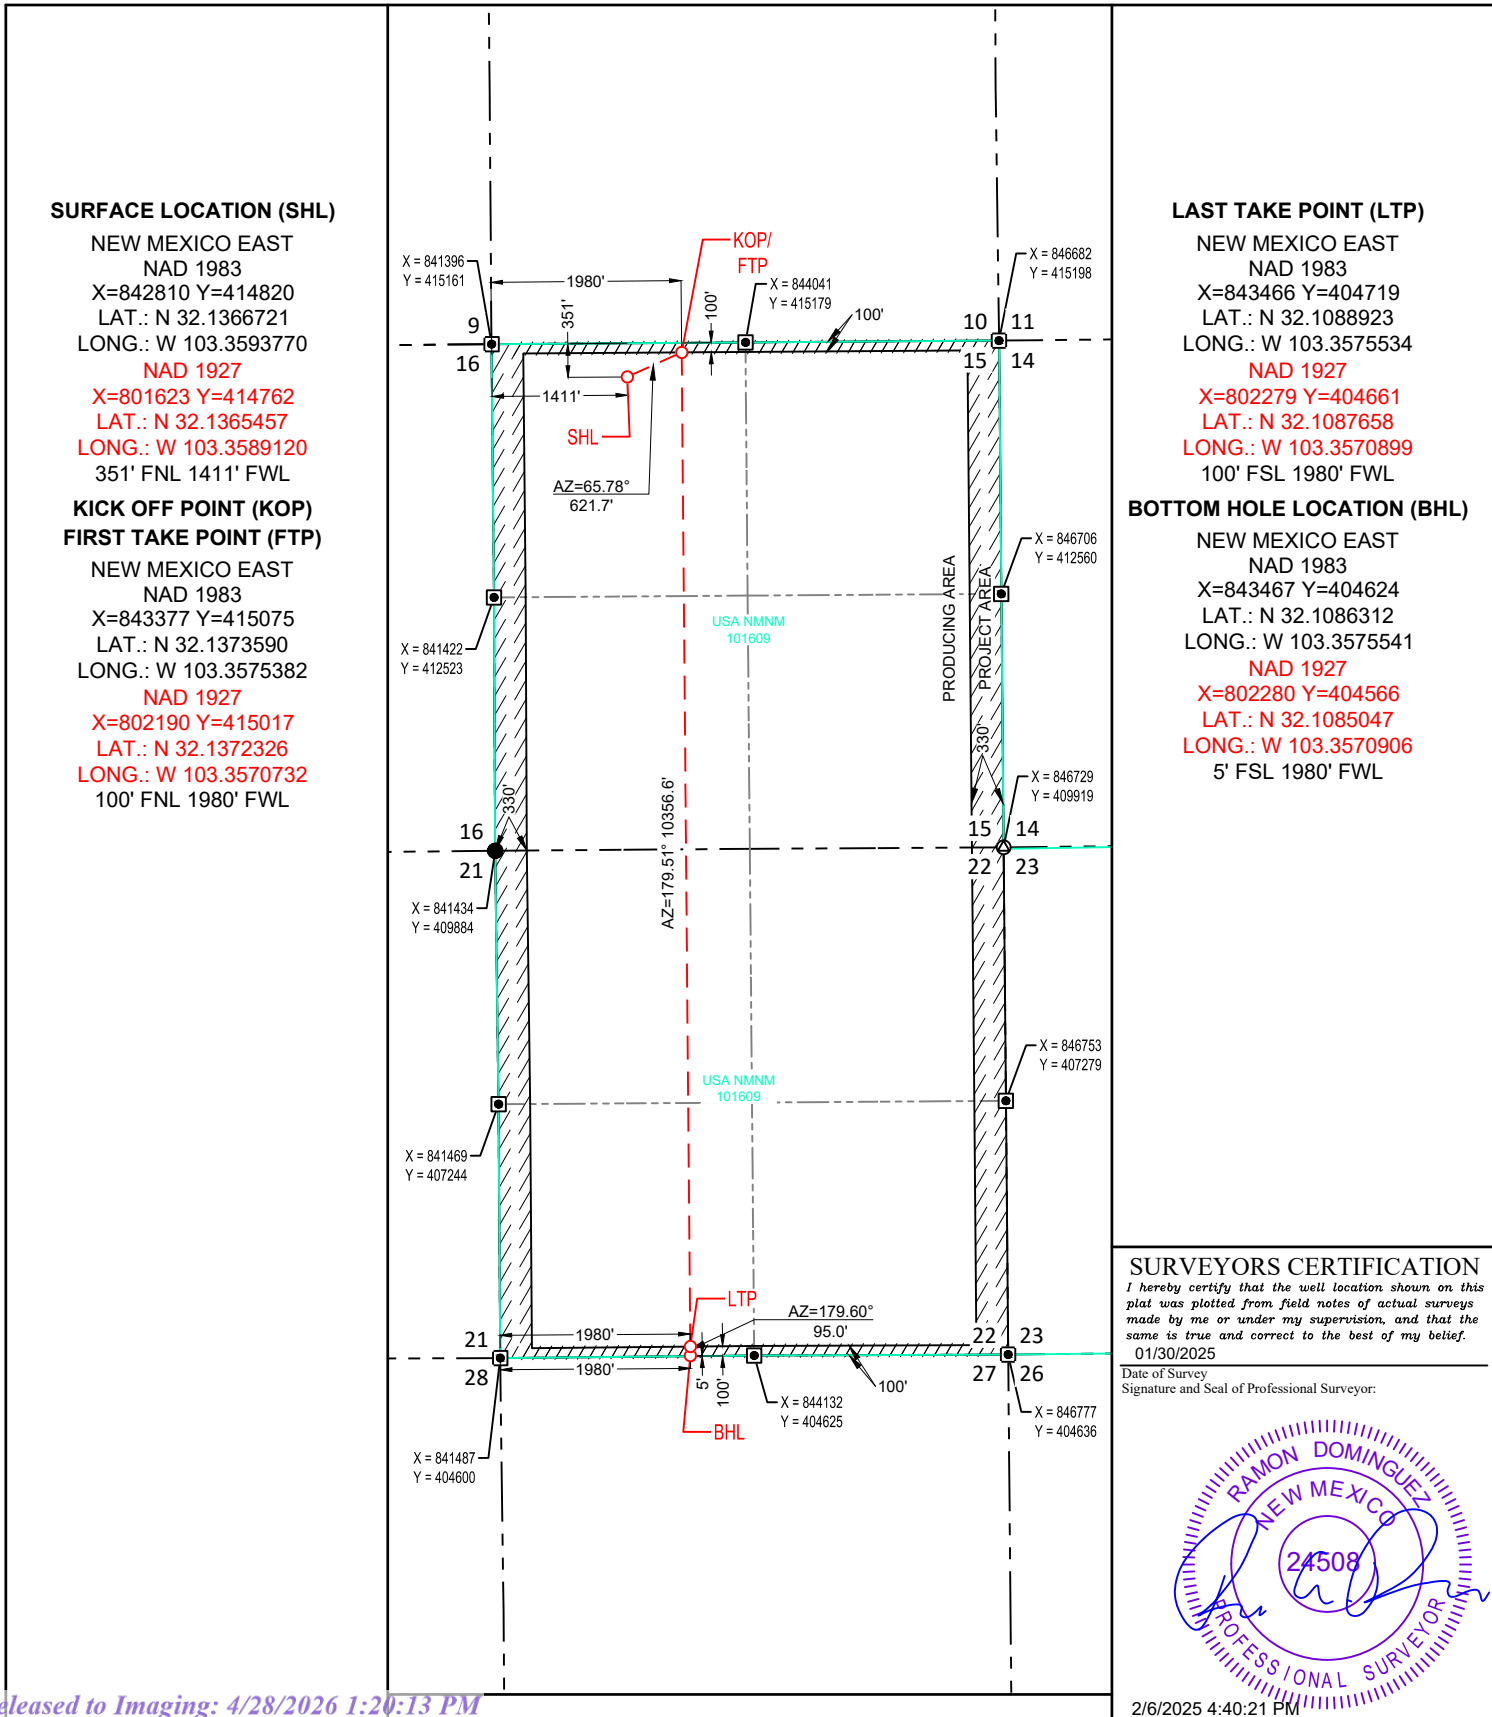 SURFACE LOCATION (SHL)
NEW MEXICO EAST
NAD 1983
X=842810 Y=414820
LAT.: N 32.1366721
LONG.: W 103.3593770
NAD 1927
X=801623 Y=414762
LAT.: N 32.1365457
LONG.: W 103.3589120
351' FNL 1411' FWL
KICK OFF POINT (KOP)
FIRST TAKE POINT (FTP)
NEW MEXICO EAST
NAD 1983
X=843377 Y=415075
LAT.: N 32.1373590
LONG.: W 103.3575382
NAD 1927
X=802190 Y=415017
LAT.: N 32.1372326
LONG.: W 103.3570732
100' FNL 1980' FWL
KOP/
FTP
X = 841396
Y = 415161
1980'
351'
100'
X = 844041
Y = 415179
100'
X = 846682
Y = 415198
9
16
10 11
15 14
1411'
SHL
AZ=65.78°
621.7'
X = 846706
Y = 412560
PRODUCING AREA
PROJECT AREA
USA NMNM
101609
X = 841422
Y = 412523
330'
330'
X = 846729
Y = 409919
AZ=179.51° 10356.6'
16
21
15 14
22 23
X = 841434
Y = 409884
X = 846753
Y = 407279
USA NMNM
101609
X = 841469
Y = 407244
LTP
AZ=179.60°
95.0'
21
28
1980'
1980'
5'
100'
22 23
27 26
100'
X = 844132
Y = 404625
X = 846777
Y = 404636
BHL
X = 841487
Y = 404600
LAST TAKE POINT (LTP)
NEW MEXICO EAST
NAD 1983
X=843466 Y=404719
LAT.: N 32.1088923
LONG.: W 103.3575534
NAD 1927
X=802279 Y=404661
LAT.: N 32.1087658
LONG.: W 103.3570899
100' FSL 1980' FWL
BOTTOM HOLE LOCATION (BHL)
NEW MEXICO EAST
NAD 1983
X=843467 Y=404624
LAT.: N 32.1086312
LONG.: W 103.3575541
NAD 1927
X=802280 Y=404566
LAT.: N 32.1085047
LONG.: W 103.3570906
5' FSL 1980' FWL
SURVEYORS CERTIFICATION
I hereby certify that the well location shown on this
plat was plotted from field notes of actual surveys
made by me or under my supervision, and that the
same is true and correct to the best of my belief.
01/30/2025
Date of Survey
Signature and Seal of Professional Surveyor:
RAMON DOMINGUEZ
NEW MEXICO
24508
PROFESSIONAL SURVEYOR
2/6/2025 4:40:21 PM
eleased to Imaging: 4/28/2026 1:20:13 PM